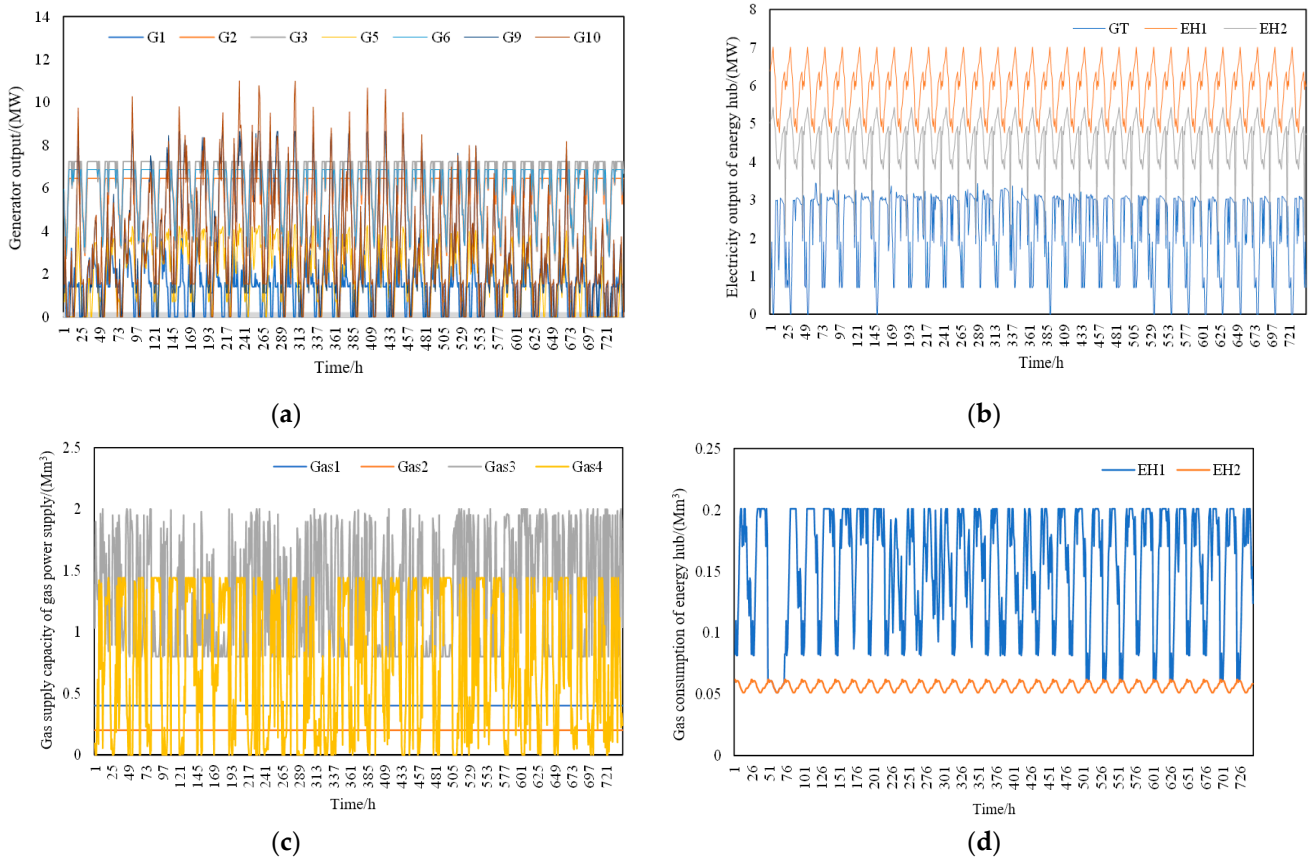 14
12
10
8
6
4
2
0
Generator output/(MW)
G1 G2 G3 G5 G6 G9 G10
1 25 49 73 97 121 145 169 193 217 241 265 289 313 337 361 385 409 433 457 481 505 529 553 577 601 625 649 673 697 721
Time/h
(a)
8
7
6
5
4
3
2
1
0
Electricity output of energy hub/(MW)
GT EH1 EH2
1 25 49 73 97 121 145 169 193 217 241 265 289 313 337 361 385 409 433 457 481 505 529 553 577 601 625 649 673 697 721
Time/h
(b)
2.5
2
1.5
1
0.5
0
Gas supply capacity of gas power supply/(Mm³)
Gas1 Gas2 Gas3 Gas4
1 25 49 73 97 121 145 169 193 217 241 265 289 313 337 361 385 409 433 457 481 505 529 553 577 601 625 649 673 697 721
Time/h
(c)
0.25
0.2
0.15
0.1
0.05
0
Gas consumption of energy hub/(Mm³)
EH1 EH2
1 26 51 76 101 126 151 176 201 226 251 276 301 326 351 376 401 426 451 476 501 526 551 576 601 626 651 676 701 726
Time/h
(d)